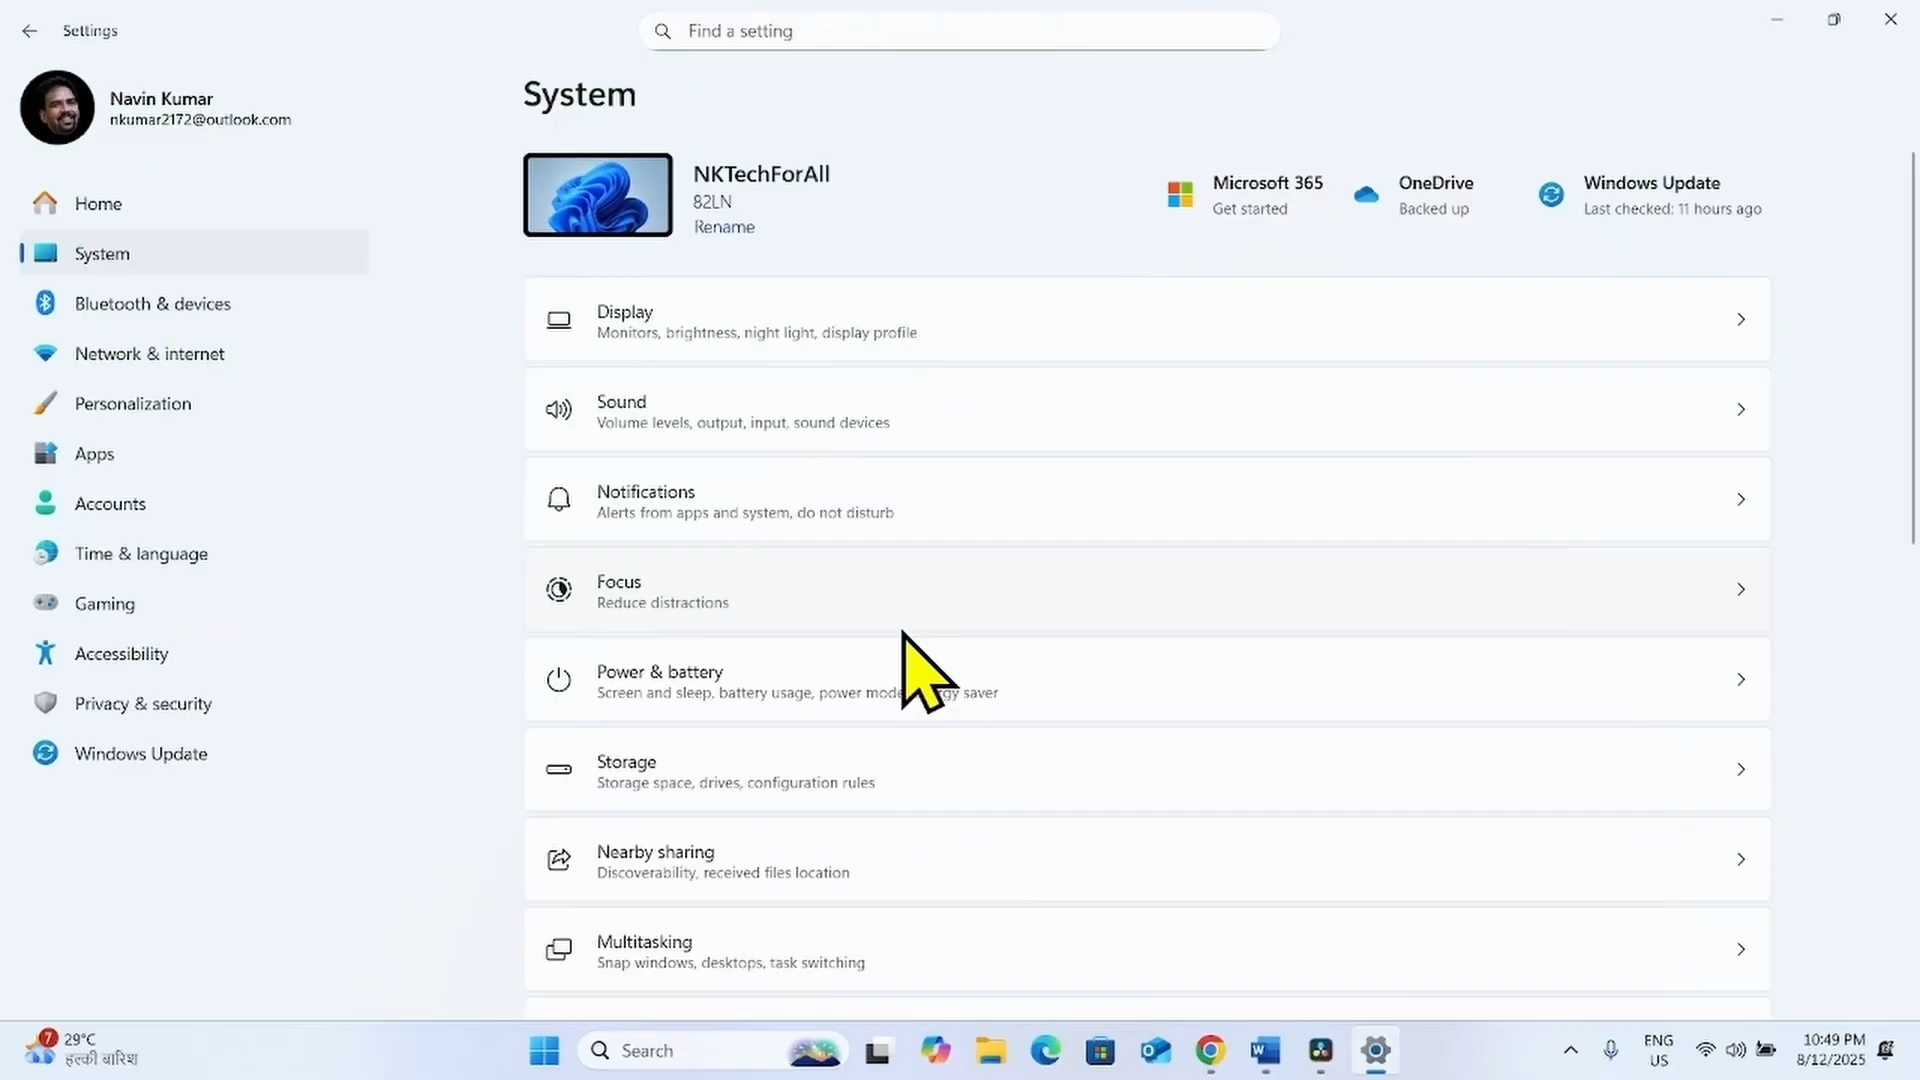 Settings
Find a setting
Navin Kumar
nkumar2172@outlook.com
Home
System
Bluetooth & devices
Network & internet
Personalization
Apps
Accounts
Time & language
Gaming
Accessibility
Privacy & security
Windows Update
System
NKTechForAll
82LN
Rename
Microsoft 365
Get started
OneDrive
Backed up
Windows Update
Last checked: 11 hours ago
Display
Monitors, brightness, night light, display profile
Sound
Volume levels, output, input, sound devices
Notifications
Alerts from apps and system, do not disturb
Focus
Reduce distractions
Power & battery
Screen and sleep, battery usage, power mode saver
Storage
Storage space, drives, configuration rules
Nearby sharing
Discoverability, received files location
Multitasking
Snap windows, desktops, task switching
7
29°C
हल्की बारिश
Search
ENG
US
10:49 PM
8/12/2025